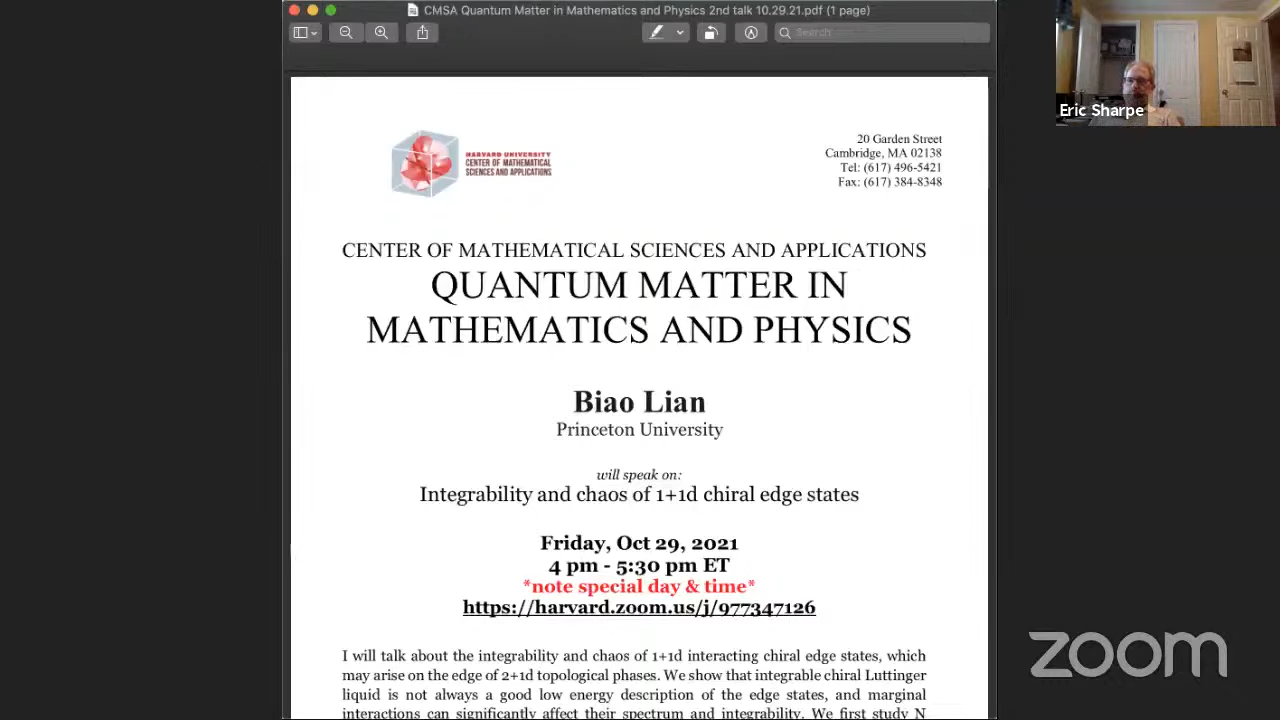 CMSA Quantum Matter in Mathematics and Physics 2nd talk 10.29.21.pdf (1 page)
Search
Eric Sharpe
HARVARD UNIVERSITY
CENTER OF MATHEMATICAL
SCIENCES AND APPLICATIONS
20 Garden Street
Cambridge, MA 02138
Tel: (617) 496-5421
Fax: (617) 384-8348
CENTER OF MATHEMATICAL SCIENCES AND APPLICATIONS
QUANTUM MATTER IN
MATHEMATICS AND PHYSICS
Biao Lian
Princeton University
will speak on:
Integrability and chaos of 1+1d chiral edge states
Friday, Oct 29, 2021
4 pm - 5:30 pm ET
*note special day & time*
https://harvard.zoom.us/j/977347126
I will talk about the integrability and chaos of 1+1d interacting chiral edge states, which
may arise on the edge of 2+1d topological phases. We show that integrable chiral Luttinger
liquid is not always a good low energy description of the edge states, and marginal
interactions can significantly affect their spectrum and integrability. We first study N
zoom